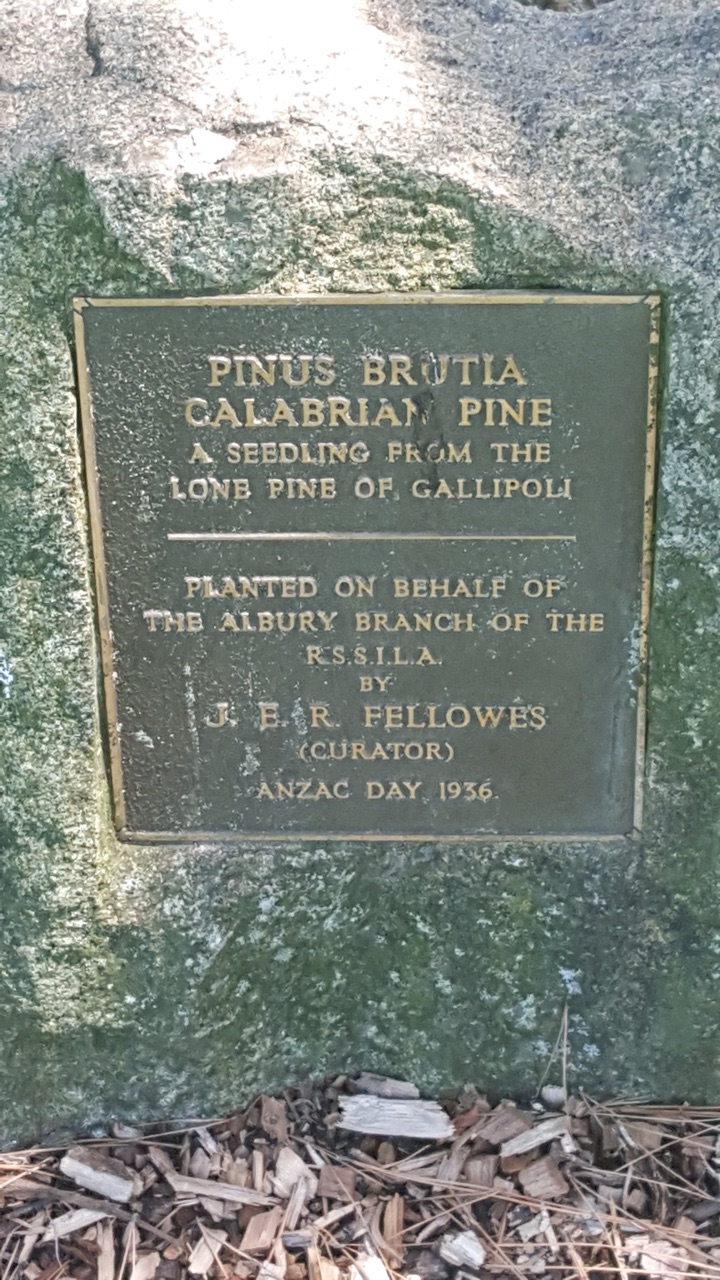 PINUS BRUTIA
CALABRIAN PINE
A SEEDLING FROM THE
LONE PINE OF GALLIPOLI
PLANTED ON BEHALF OF
THE ALBURY BRANCH OF THE
R.S.S.I.L.A.
BY
J. E. R. FELLOWES
(CURATOR)
ANZAC DAY 1936.